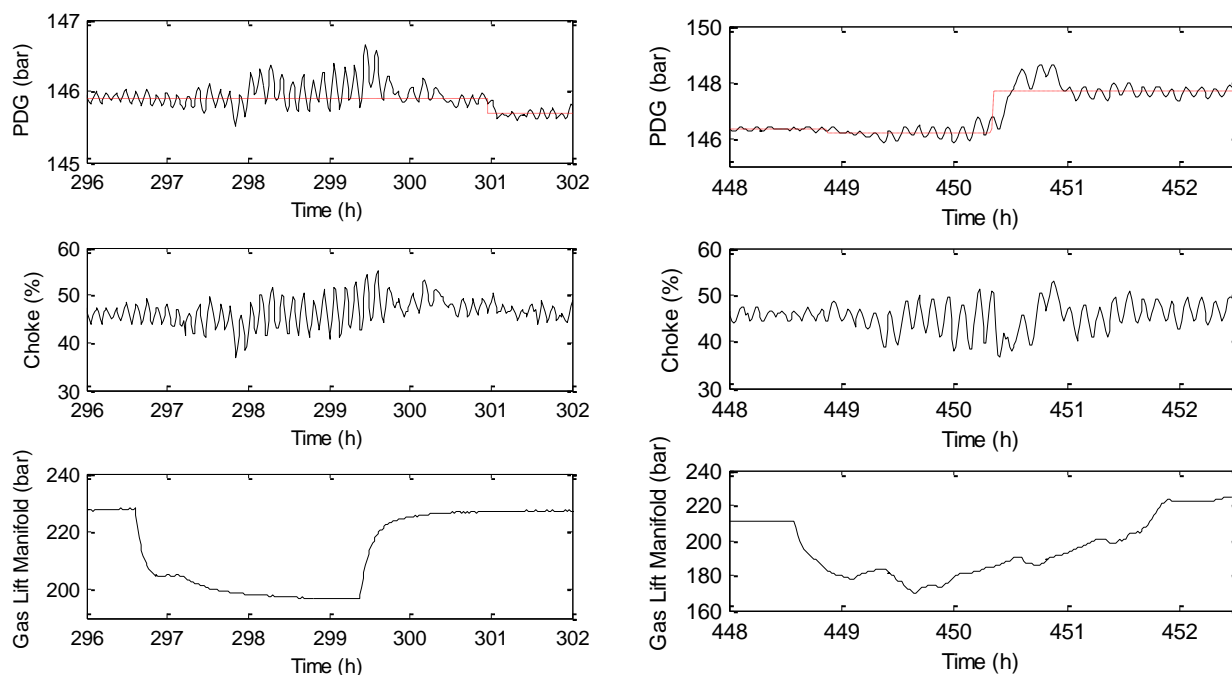 147
146
145
PDG (bar)
296 297 298 299 300 301 302
Time (h)
60
50
40
30
Choke (%)
296 297 298 299 300 301 302
Time (h)
240
220
200
Gas Lift Manifold (bar)
296 297 298 299 300 301 302
Time (h)
150
148
146
PDG (bar)
448 449 450 451 452
Time (h)
60
50
40
30
Choke (%)
448 449 450 451 452
Time (h)
240
220
200
180
160
Gas Lift Manifold (bar)
448 449 450 451 452
Time (h)